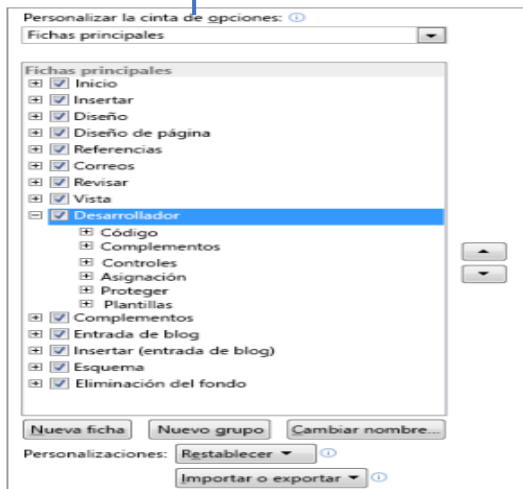 Personalizar la cinta de opciones:
Fichas principales
Fichas principales
Inicio
Insertar
Diseño
Diseño de página
Referencias
Correos
Revisar
Vista
Desarrollador
Código
Complementos
Controles
Asignación
Proteger
Plantillas
Complementos
Entrada de blog
Insertar (entrada de blog)
Esquema
Eliminación del fondo
Nueva ficha Nuevo grupo Cambiar nombre...
Personalizaciones: Restablecer
Importar o exportar